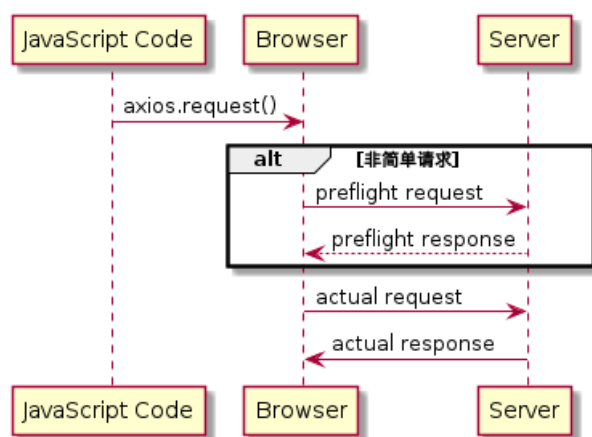 JavaScript Code Browser Server
axios.request()
alt [非简单请求]
preflight request
preflight response
actual request
actual response
JavaScript Code Browser Server